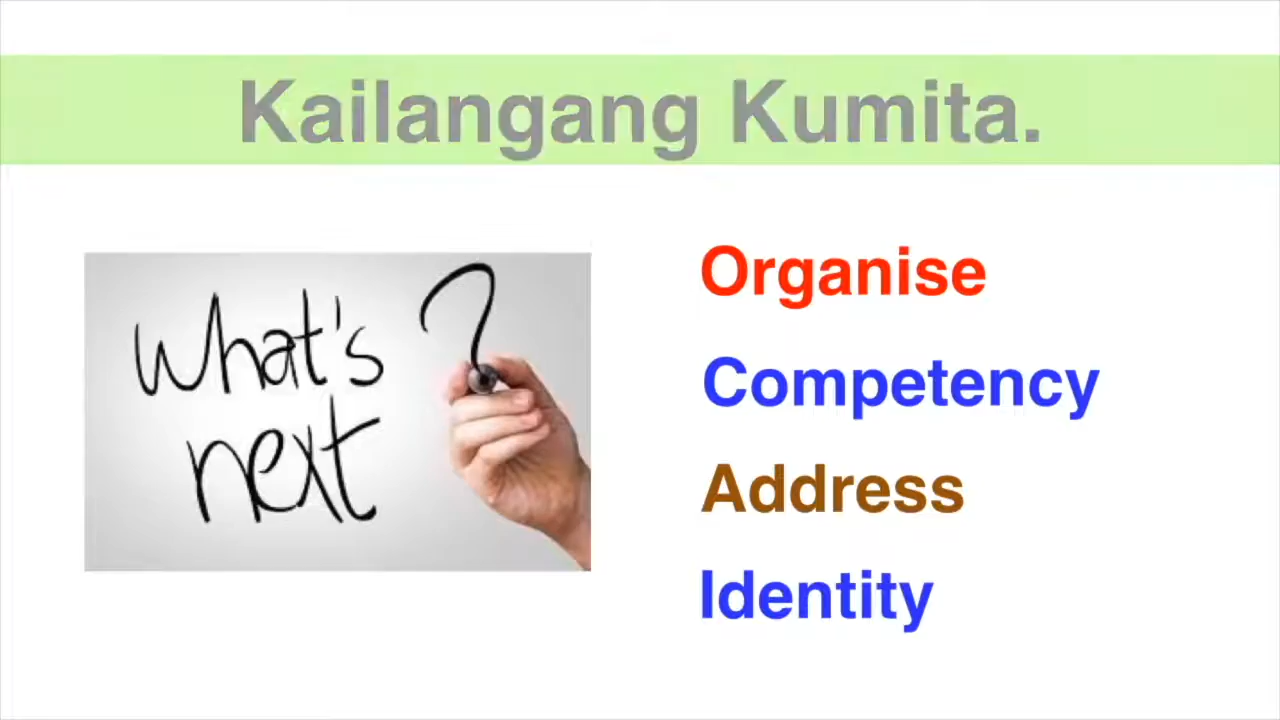 Kailangang Kumita.
What's ?
next
Organise
Competency
Address
Identity